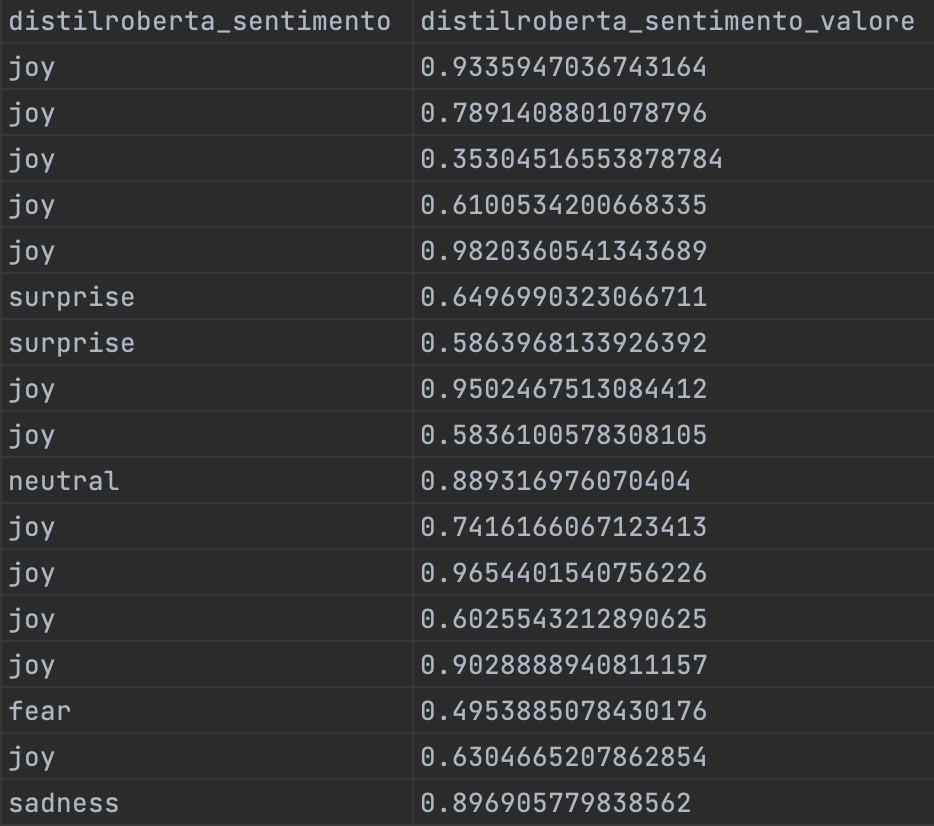 distilroberta_sentimento distilroberta_sentimento_valore
joy 0.9335947036743164
joy 0.7891408801078796
joy 0.35304516553878784
joy 0.6100534200668335
joy 0.9820360541343689
surprise 0.6496990323066711
surprise 0.5863968133926392
joy 0.9502467513084412
joy 0.5836100578308105
neutral 0.889316976070404
joy 0.7416166067123413
joy 0.9654401540756226
joy 0.6025543212890625
joy 0.9028888940811157
fear 0.4953885078430176
joy 0.6304665207862854
sadness 0.896905779838562